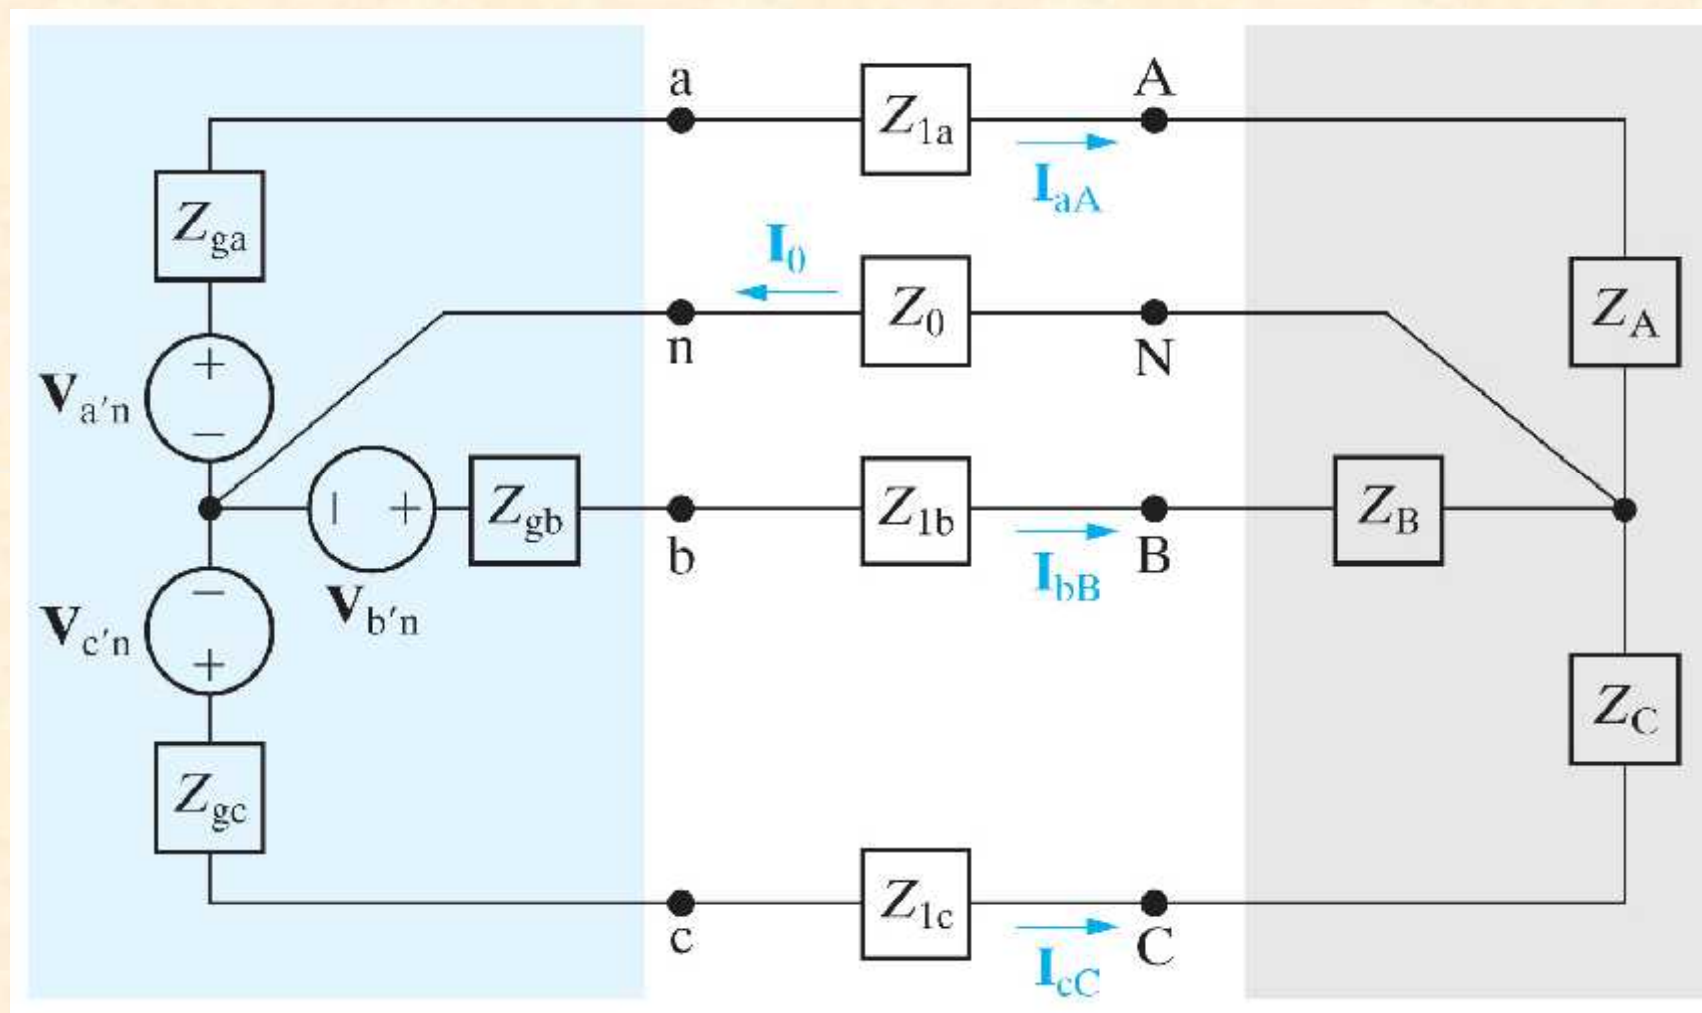 a
Z1a
A
IaA
Zga
I0
Z0
n
N
ZA
Va′n
+
−
−
+
Zgb
Z1b
ZB
b
B
IbB
Vb′n
Vc′n
−
+
ZC
Zgc
Z1c
c
C
IcC